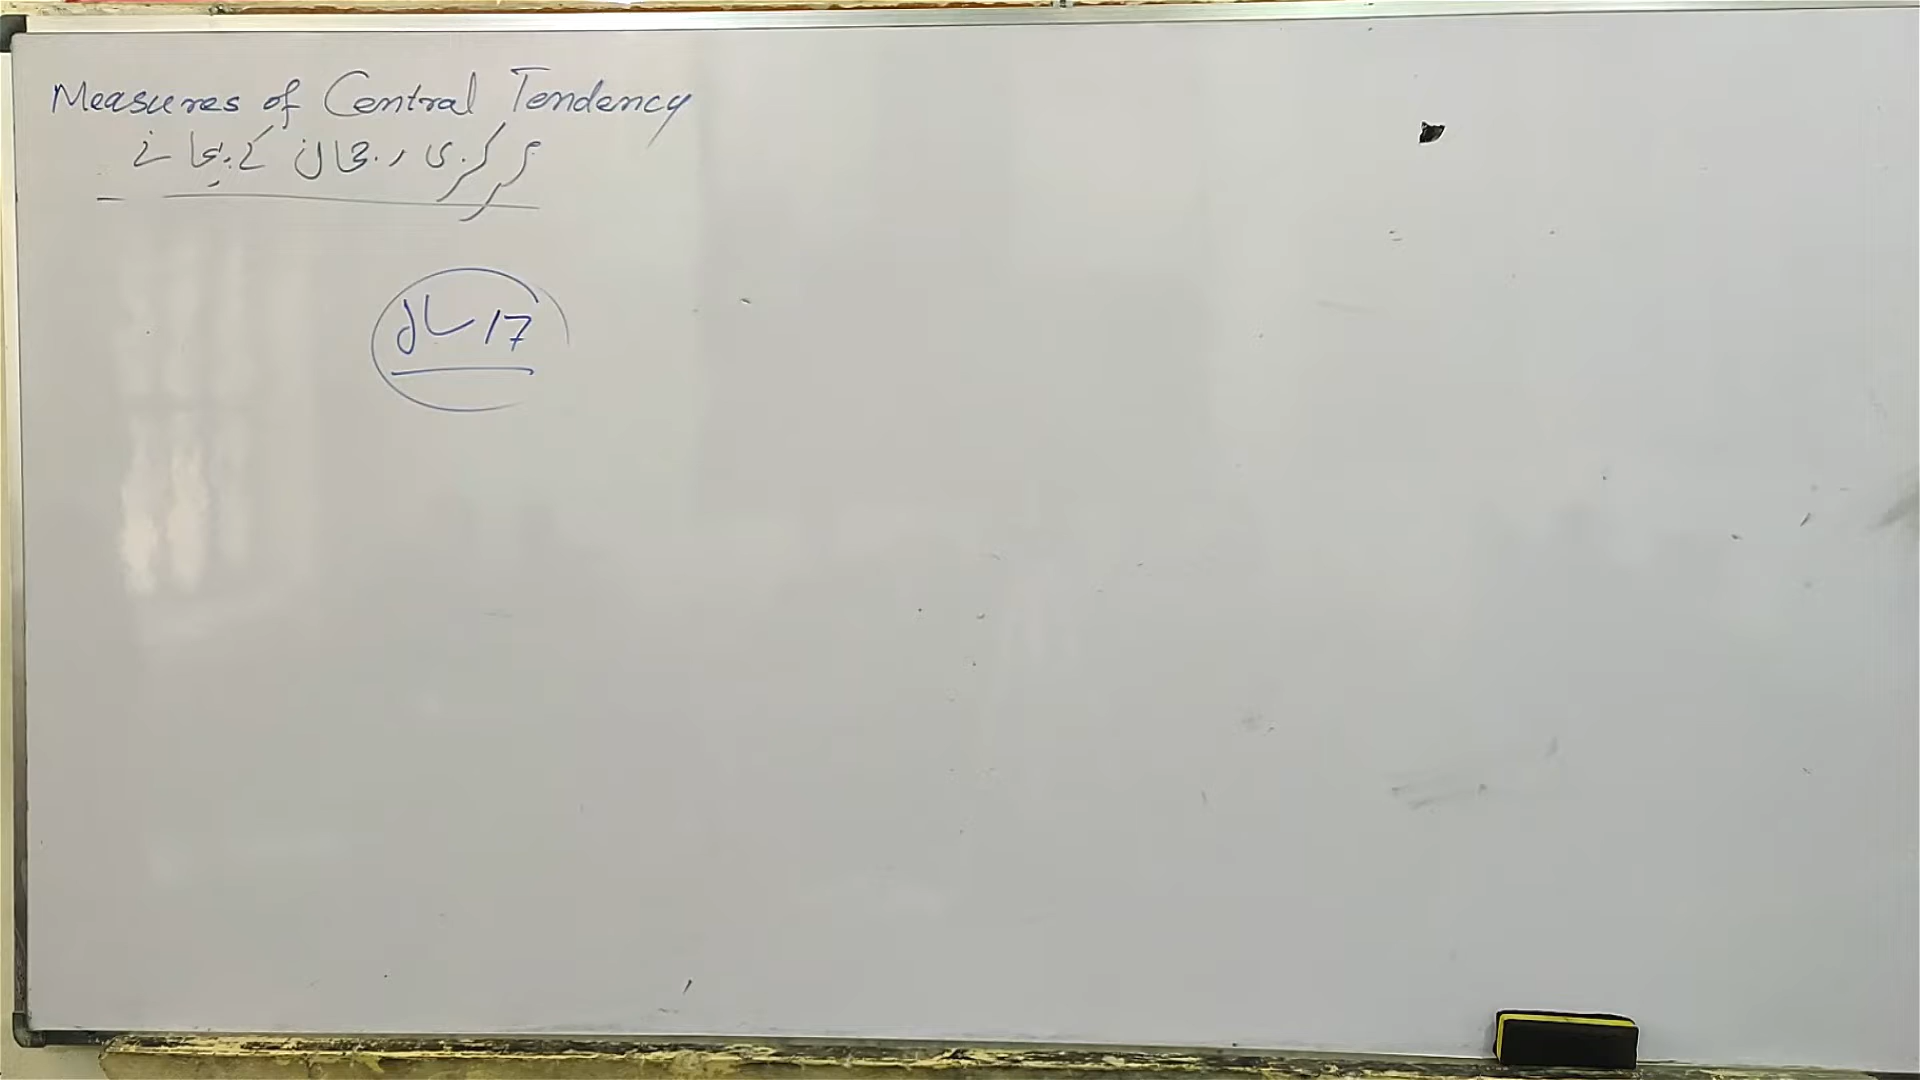 Measures of Central Tendency
مرکزی رجحان کے پیمانے
17 سال